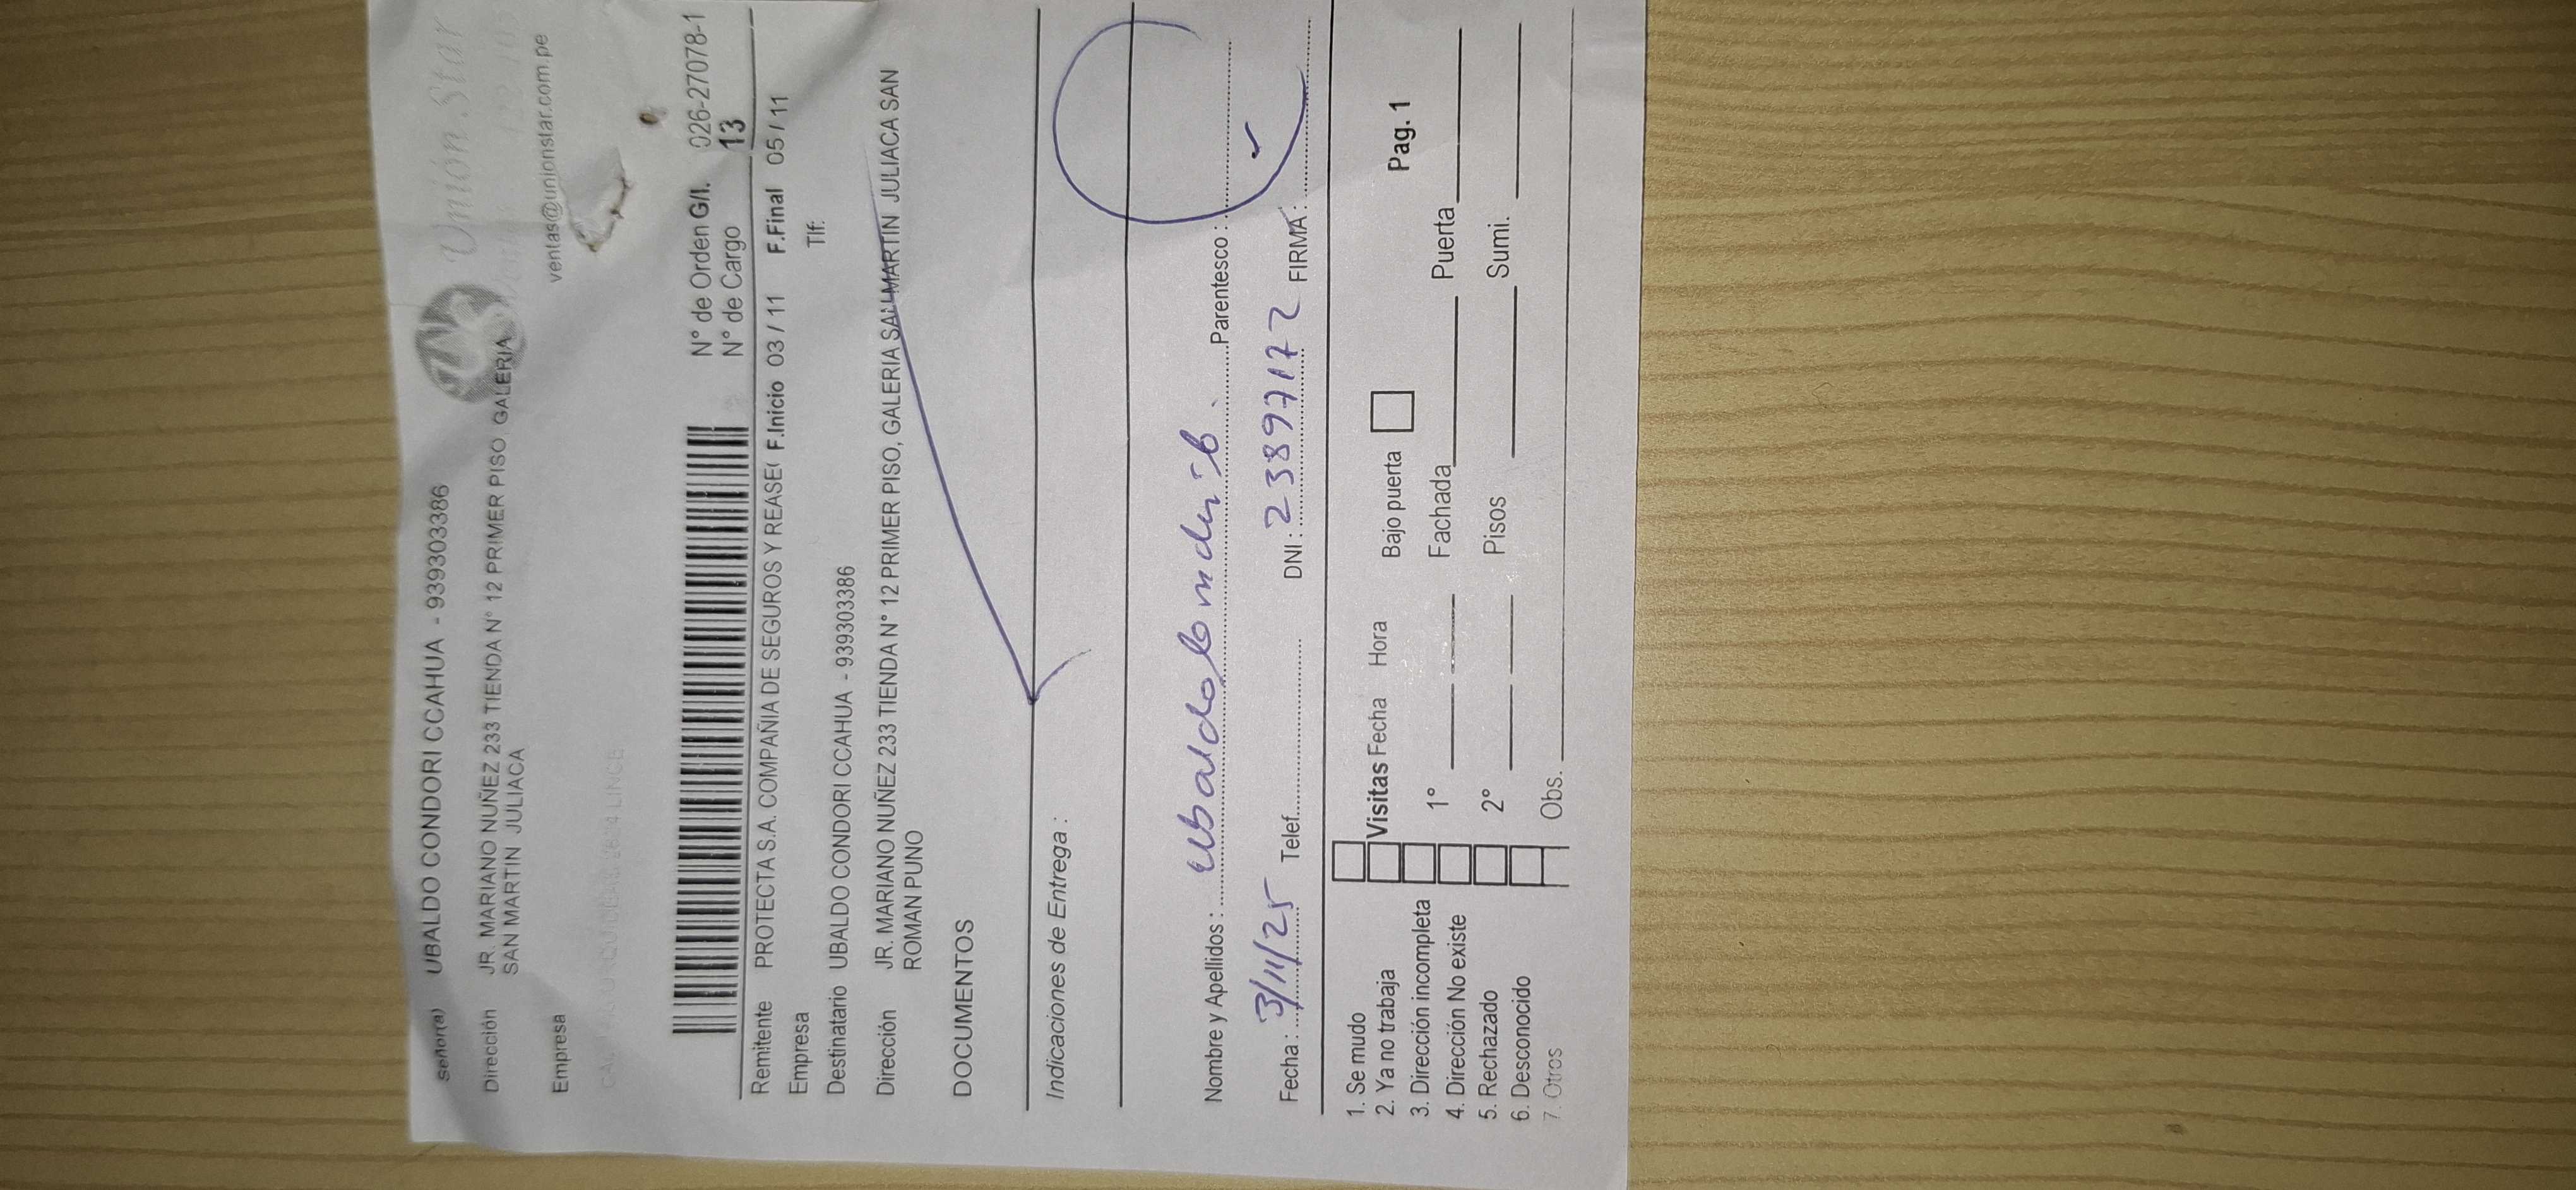 Señor(a) UBALDO CONDORI CCAHUA - 939303386
Unión.Star
Dirección JR. MARIANO NUÑEZ 233 TIENDA N° 12 PRIMER PISO GALERIA
SAN MARTIN JULIACA
ventas@unionstar.com.pe
Empresa
LINCE
N° de Orden G/I. 026-27078-1
N° de Cargo 13
Remitente PROTECTA S.A. COMPAÑIA DE SEGUROS Y REASE( F.Inicio 03 / 11 F.Final 05 / 11
Empresa Tlf:
Destinatario UBALDO CONDORI CCAHUA - 939303386
Dirección JR. MARIANO NUÑEZ 233 TIENDA N° 12 PRIMER PISO, GALERIA SAN MARTIN JULIACA SAN
ROMAN PUNO
DOCUMENTOS
Indicaciones de Entrega :
Nombre y Apellidos : Ubaldo Parentesco :
Fecha : 3/11/25 Telef. DNI : 23897172 FIRMA :
1. Se mudo
2. Ya no trabaja Visitas Fecha Hora Bajo puerta Pag. 1
3. Dirección incompleta
4. Dirección No existe 1° Fachada Puerta
5. Rechazado 2° Pisos Sumi.
6. Desconocido
7. Otros Obs.